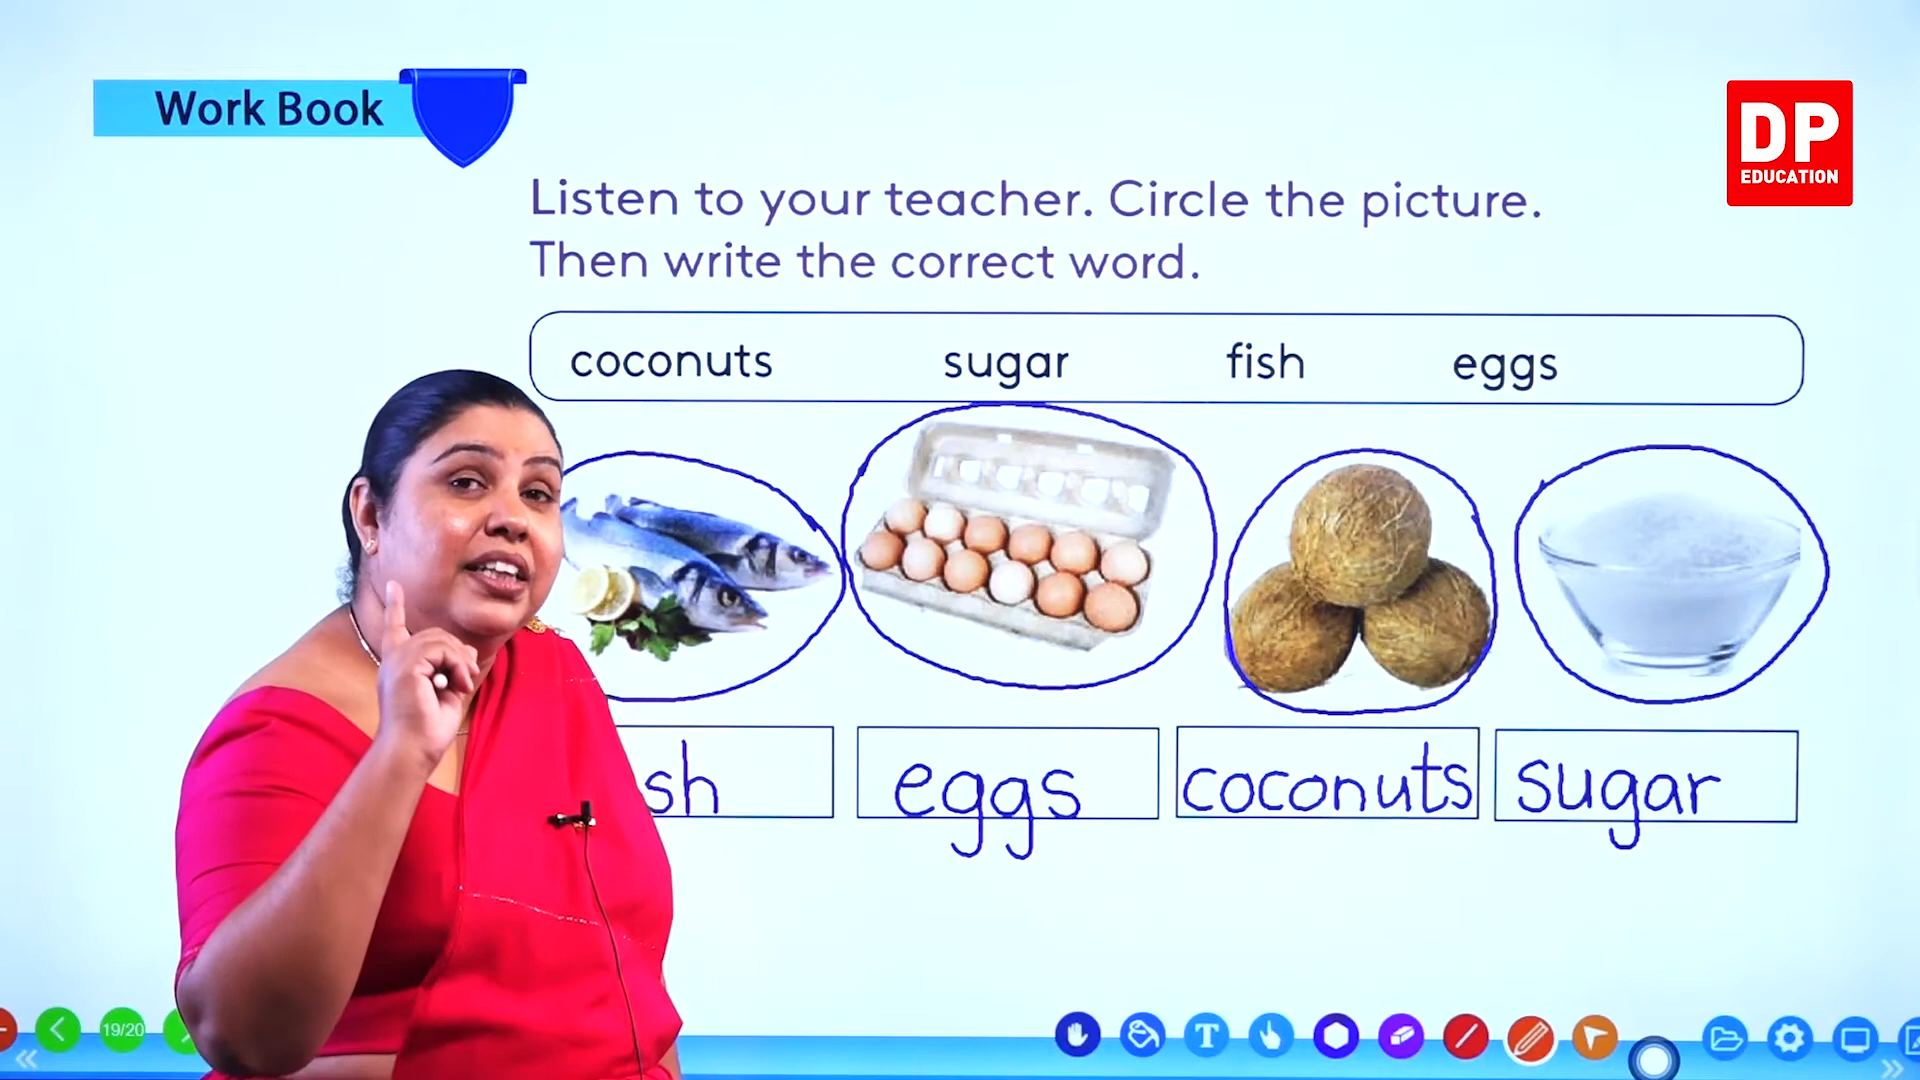 Work Book
DP
EDUCATION
Listen to your teacher. Circle the picture.
Then write the correct word.
coconuts sugar fish eggs
sh eggs coconuts sugar
19/20
T